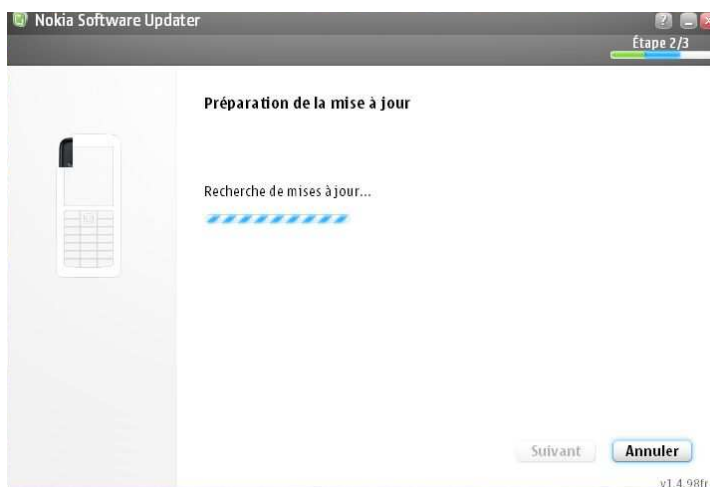 Nokia Software Updater
Étape 2/3
Préparation de la mise à jour
Recherche de mises à jour...
Suivant
Annuler
v1.4.98fr